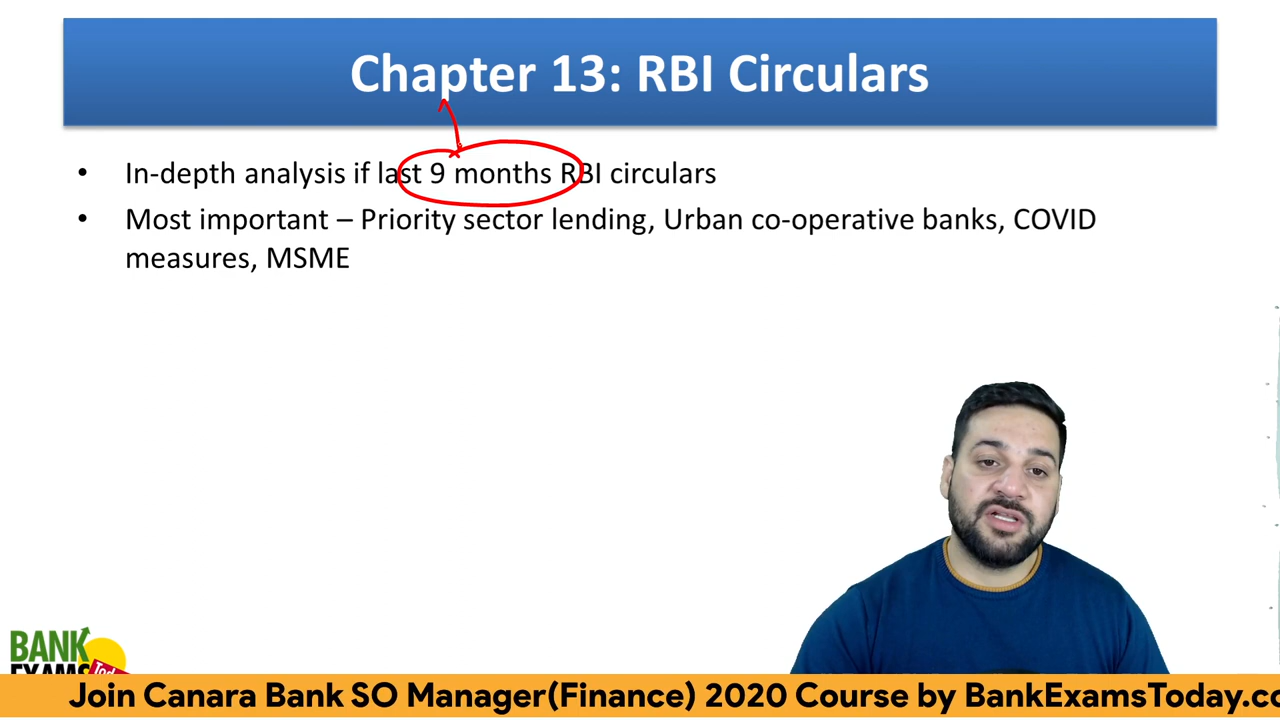 Chapter 13: RBI Circulars
• In-depth analysis if last 9 months RBI circulars
• Most important – Priority sector lending, Urban co-operative banks, COVID
measures, MSME
BANK
EXAMS
Join Canara Bank SO Manager(Finance) 2020 Course by BankExamsToday.co